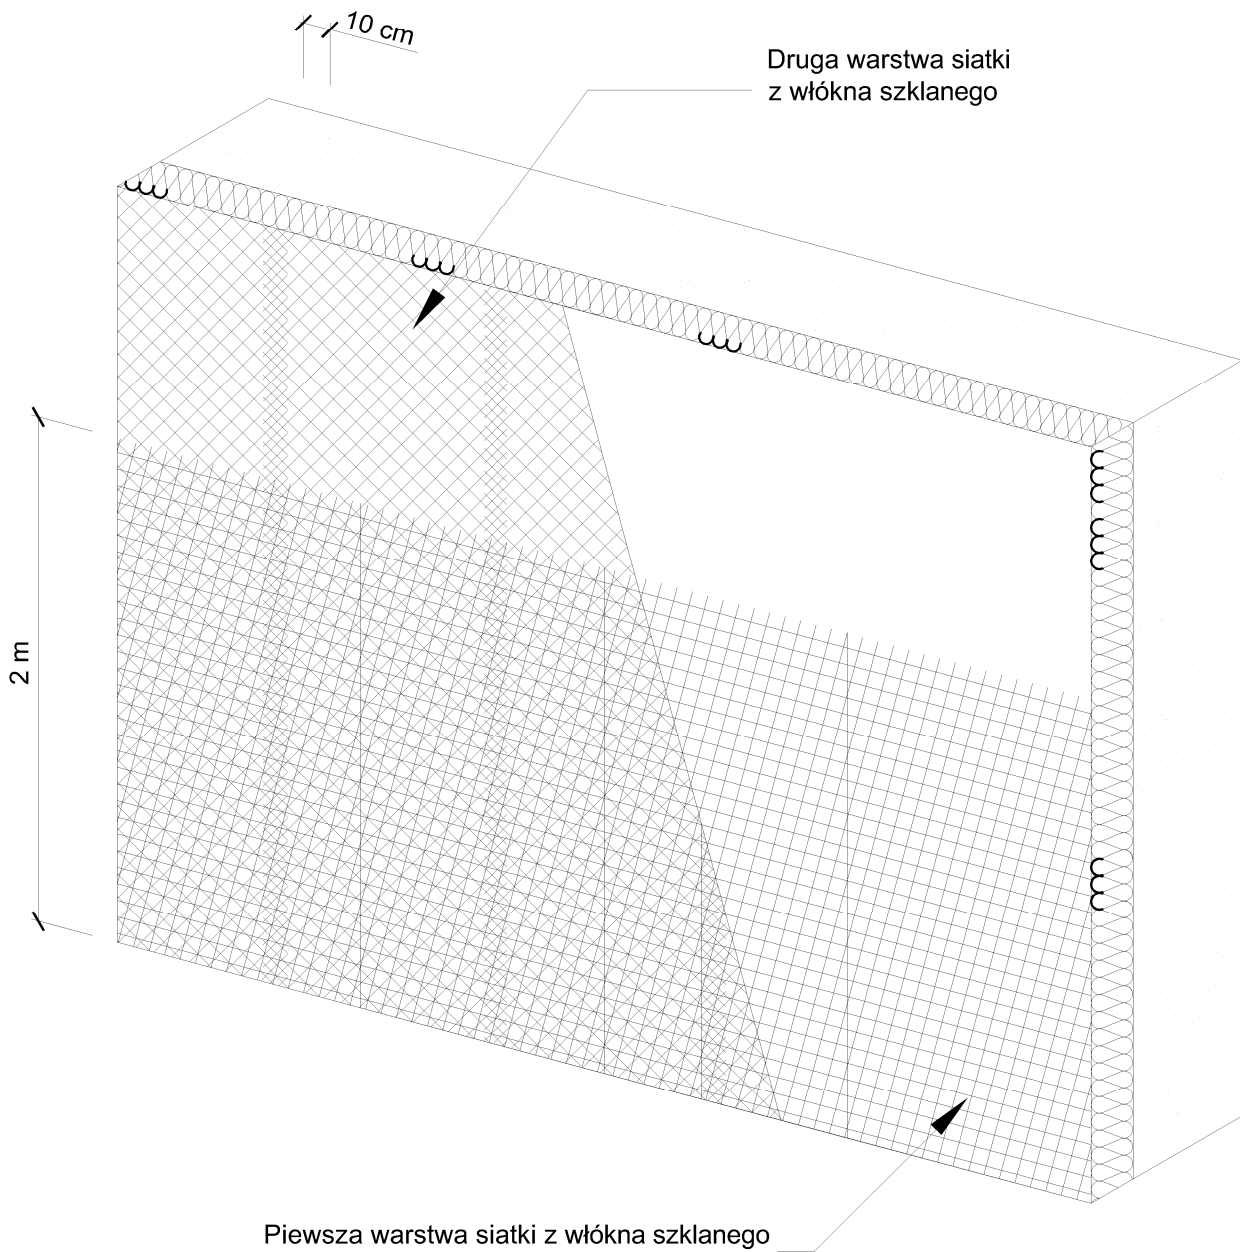 10 cm
Druga warstwa siatki
z włókna szklanego
2 m
Piewsza warstwa siatki z włókna szklanego